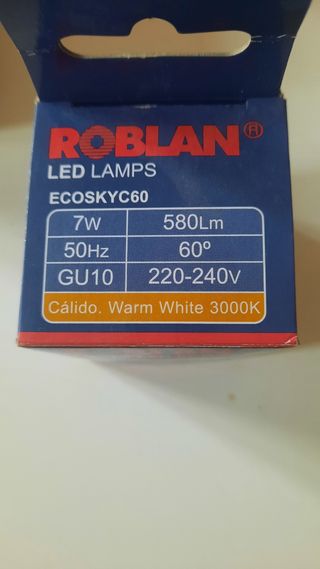 ROBLAN®
LED LAMPS
ECOSKYC60
7W 580Lm
50Hz 60º
GU10 220-240V
Cálido. Warm White 3000K